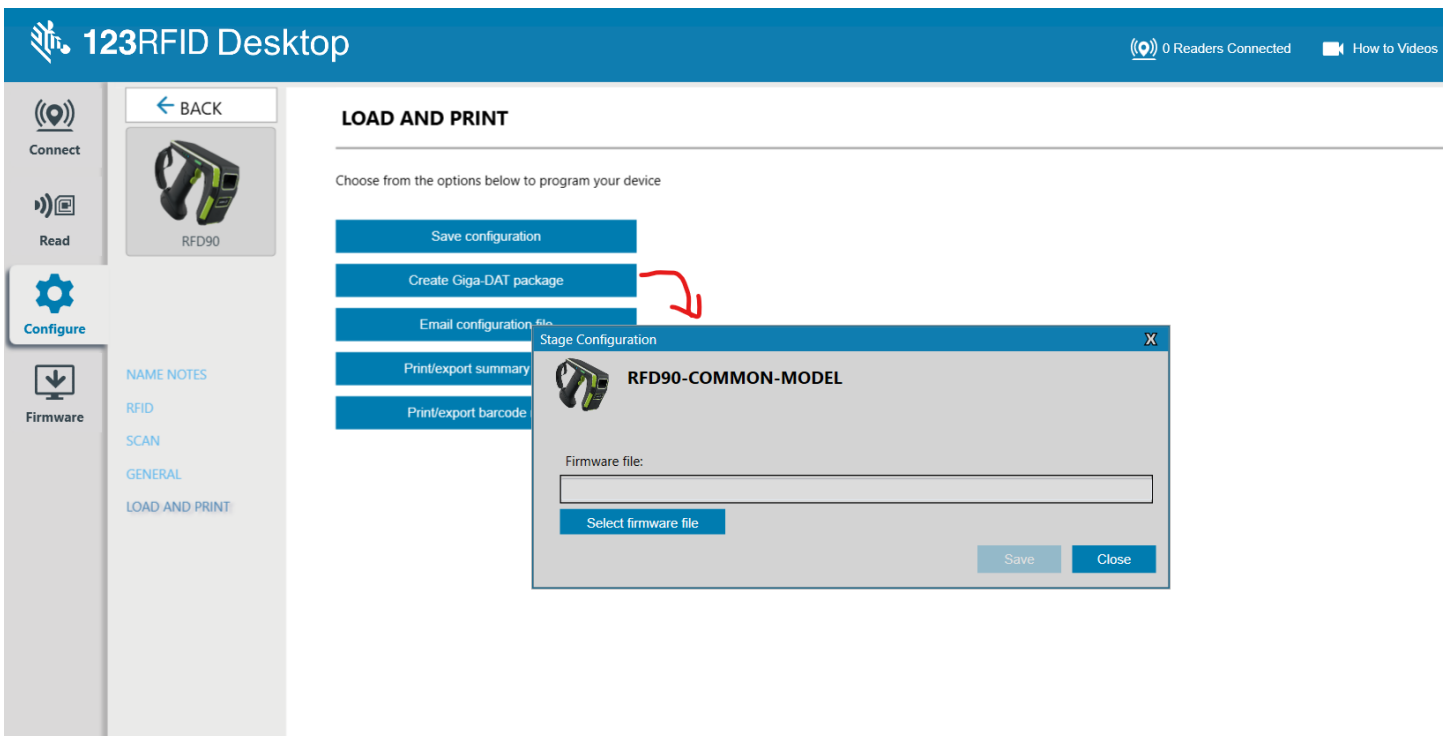 123RFID Desktop
0 Readers Connected
How to Videos
Connect
Read
Configure
Firmware
BACK
RFD90
NAME NOTES
RFID
SCAN
GENERAL
LOAD AND PRINT
LOAD AND PRINT
Choose from the options below to program your device
Save configuration
Create Giga-DAT package
Email configuration file
Print/export summary
Print/export barcode
Stage Configuration
X
RFD90-COMMON-MODEL
Firmware file:
Select firmware file
Save
Close